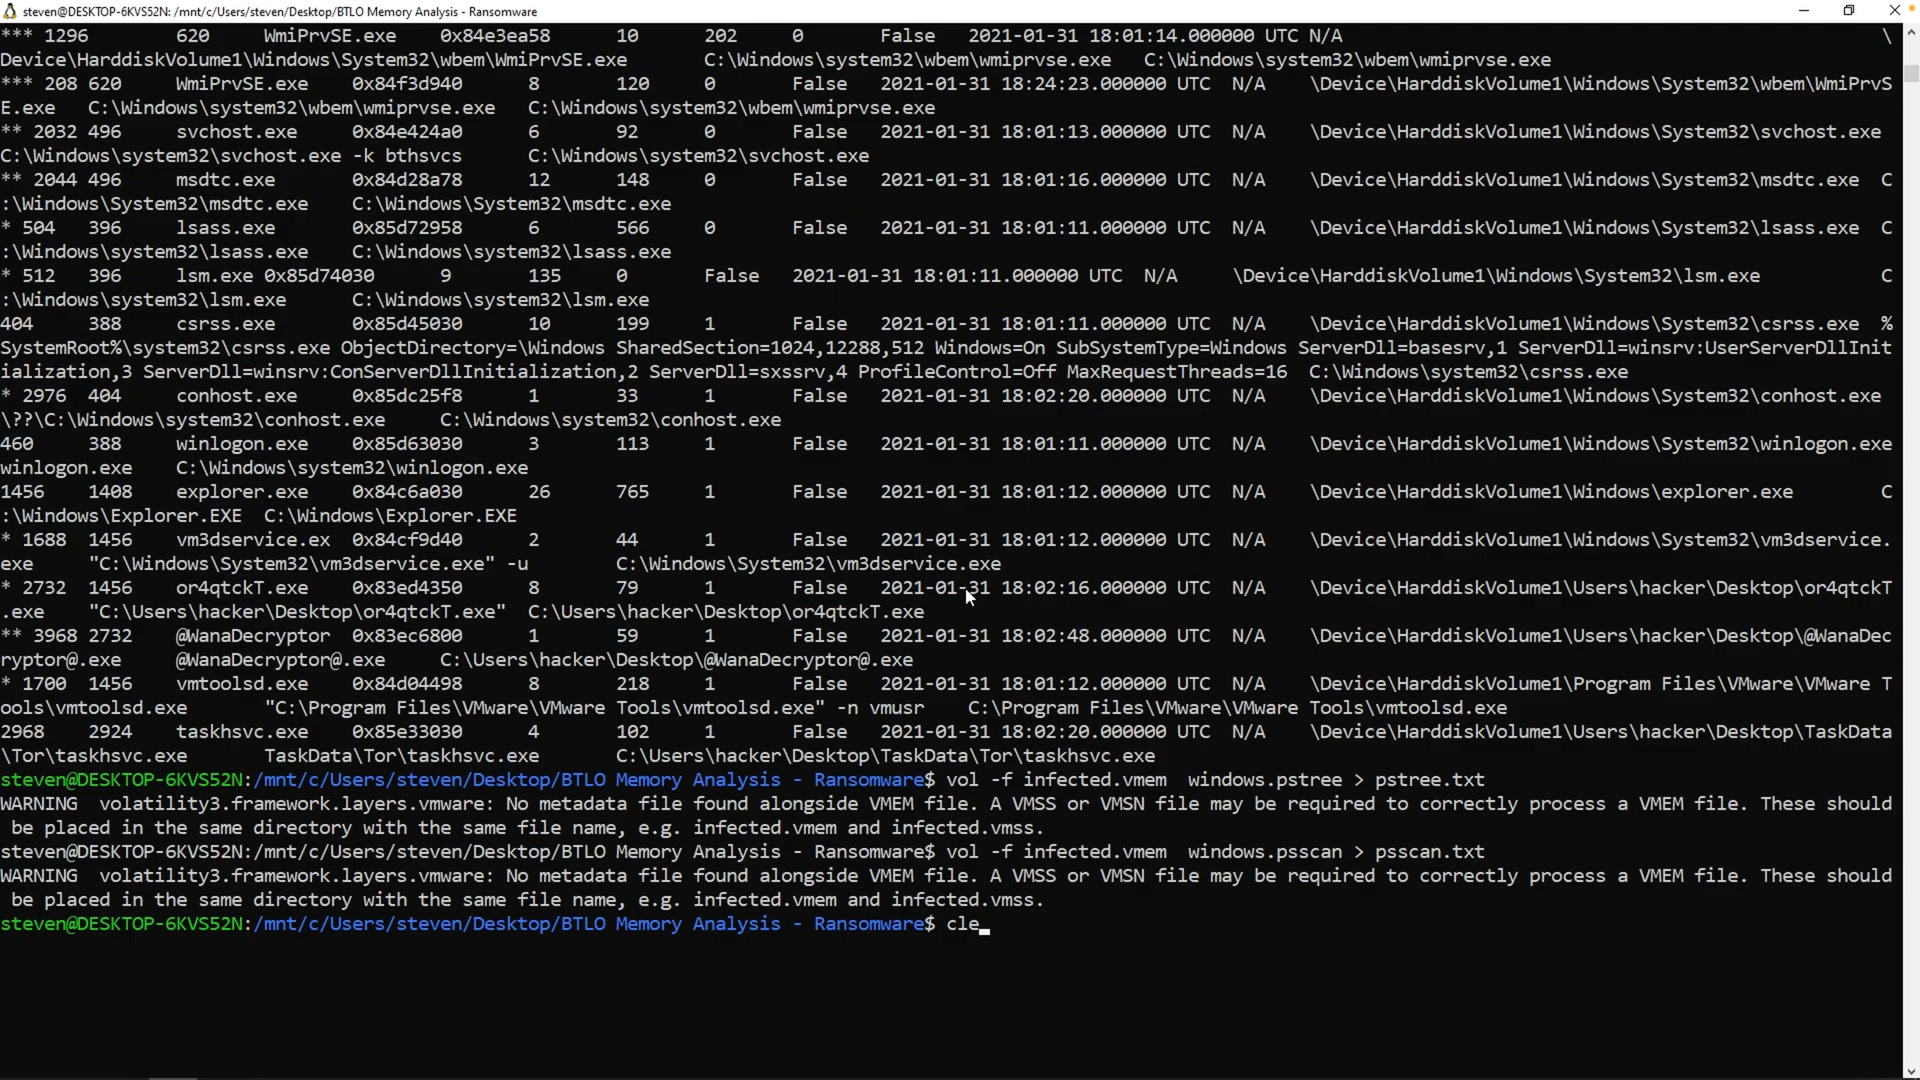 steven@DESKTOP-6KVS52N: /mnt/c/Users/steven/Desktop/BTLO Memory Analysis - Ransomware
*** 1296 620 WmiPrvSE.exe 0x84e3ea58 10 202 0 False 2021-01-31 18:01:14.000000 UTC N/A \
Device\HarddiskVolume1\Windows\System32\wbem\WmiPrvSE.exe C:\Windows\system32\wbem\wmiprvse.exe C:\Windows\system32\wbem\wmiprvse.exe
*** 208 620 WmiPrvSE.exe 0x84f3d940 8 120 0 False 2021-01-31 18:24:23.000000 UTC N/A \Device\HarddiskVolume1\Windows\System32\wbem\WmiPrvS
E.exe C:\Windows\system32\wbem\wmiprvse.exe C:\Windows\system32\wbem\wmiprvse.exe
** 2032 496 svchost.exe 0x84e424a0 6 92 0 False 2021-01-31 18:01:13.000000 UTC N/A \Device\HarddiskVolume1\Windows\System32\svchost.exe
C:\Windows\system32\svchost.exe -k bthsvcs C:\Windows\system32\svchost.exe
** 2044 496 msdtc.exe 0x84d28a78 12 148 0 False 2021-01-31 18:01:16.000000 UTC N/A \Device\HarddiskVolume1\Windows\System32\msdtc.exe C
:\Windows\System32\msdtc.exe C:\Windows\System32\msdtc.exe
* 504 396 lsass.exe 0x85d72958 6 566 0 False 2021-01-31 18:01:11.000000 UTC N/A \Device\HarddiskVolume1\Windows\System32\lsass.exe C
:\Windows\system32\lsass.exe C:\Windows\system32\lsass.exe
* 512 396 lsm.exe 0x85d74030 9 135 0 False 2021-01-31 18:01:11.000000 UTC N/A \Device\HarddiskVolume1\Windows\System32\lsm.exe C
:\Windows\system32\lsm.exe C:\Windows\system32\lsm.exe
404 388 csrss.exe 0x85d45030 10 199 1 False 2021-01-31 18:01:11.000000 UTC N/A \Device\HarddiskVolume1\Windows\System32\csrss.exe %
SystemRoot%\system32\csrss.exe ObjectDirectory=\Windows SharedSection=1024,12288,512 Windows=On SubSystemType=Windows ServerDll=basesrv,1 ServerDll=winsrv:UserServerDllInit
ialization,3 ServerDll=winsrv:ConServerDllInitialization,2 ServerDll=sxssrv,4 ProfileControl=Off MaxRequestThreads=16 C:\Windows\system32\csrss.exe
* 2976 404 conhost.exe 0x85dc25f8 1 33 1 False 2021-01-31 18:02:20.000000 UTC N/A \Device\HarddiskVolume1\Windows\System32\conhost.exe
\??\C:\Windows\system32\conhost.exe C:\Windows\system32\conhost.exe
460 388 winlogon.exe 0x85d63030 3 113 1 False 2021-01-31 18:01:11.000000 UTC N/A \Device\HarddiskVolume1\Windows\System32\winlogon.exe
winlogon.exe C:\Windows\system32\winlogon.exe
1456 1408 explorer.exe 0x84c6a030 26 765 1 False 2021-01-31 18:01:12.000000 UTC N/A \Device\HarddiskVolume1\Windows\explorer.exe C
:\Windows\Explorer.EXE C:\Windows\Explorer.EXE
* 1688 1456 vm3dservice.ex 0x84cf9d40 2 44 1 False 2021-01-31 18:01:12.000000 UTC N/A \Device\HarddiskVolume1\Windows\System32\vm3dservice.
exe "C:\Windows\System32\vm3dservice.exe" -u C:\Windows\System32\vm3dservice.exe
* 2732 1456 or4qtckT.exe 0x83ed4350 8 79 1 False 2021-01-31 18:02:16.000000 UTC N/A \Device\HarddiskVolume1\Users\hacker\Desktop\or4qtckT
.exe "C:\Users\hacker\Desktop\or4qtckT.exe" C:\Users\hacker\Desktop\or4qtckT.exe
** 3968 2732 @WanaDecryptor 0x83ec6800 1 59 1 False 2021-01-31 18:02:48.000000 UTC N/A \Device\HarddiskVolume1\Users\hacker\Desktop\@WanaDec
ryptor@.exe @WanaDecryptor@.exe C:\Users\hacker\Desktop\@WanaDecryptor@.exe
* 1700 1456 vmtoolsd.exe 0x84d04498 8 218 1 False 2021-01-31 18:01:12.000000 UTC N/A \Device\HarddiskVolume1\Program Files\VMware\VMware T
ools\vmtoolsd.exe "C:\Program Files\VMware\VMware Tools\vmtoolsd.exe" -n vmusr C:\Program Files\VMware\VMware Tools\vmtoolsd.exe
2968 2924 taskhsvc.exe 0x85e33030 4 102 1 False 2021-01-31 18:02:20.000000 UTC N/A \Device\HarddiskVolume1\Users\hacker\Desktop\TaskData
\Tor\taskhsvc.exe TaskData\Tor\taskhsvc.exe C:\Users\hacker\Desktop\TaskData\Tor\taskhsvc.exe
steven@DESKTOP-6KVS52N:/mnt/c/Users/steven/Desktop/BTLO Memory Analysis - Ransomware$ vol -f infected.vmem windows.pstree > pstree.txt
WARNING volatility3.framework.layers.vmware: No metadata file found alongside VMEM file. A VMSS or VMSN file may be required to correctly process a VMEM file. These should
be placed in the same directory with the same file name, e.g. infected.vmem and infected.vmss.
steven@DESKTOP-6KVS52N:/mnt/c/Users/steven/Desktop/BTLO Memory Analysis - Ransomware$ vol -f infected.vmem windows.psscan > psscan.txt
WARNING volatility3.framework.layers.vmware: No metadata file found alongside VMEM file. A VMSS or VMSN file may be required to correctly process a VMEM file. These should
be placed in the same directory with the same file name, e.g. infected.vmem and infected.vmss.
steven@DESKTOP-6KVS52N:/mnt/c/Users/steven/Desktop/BTLO Memory Analysis - Ransomware$ cle